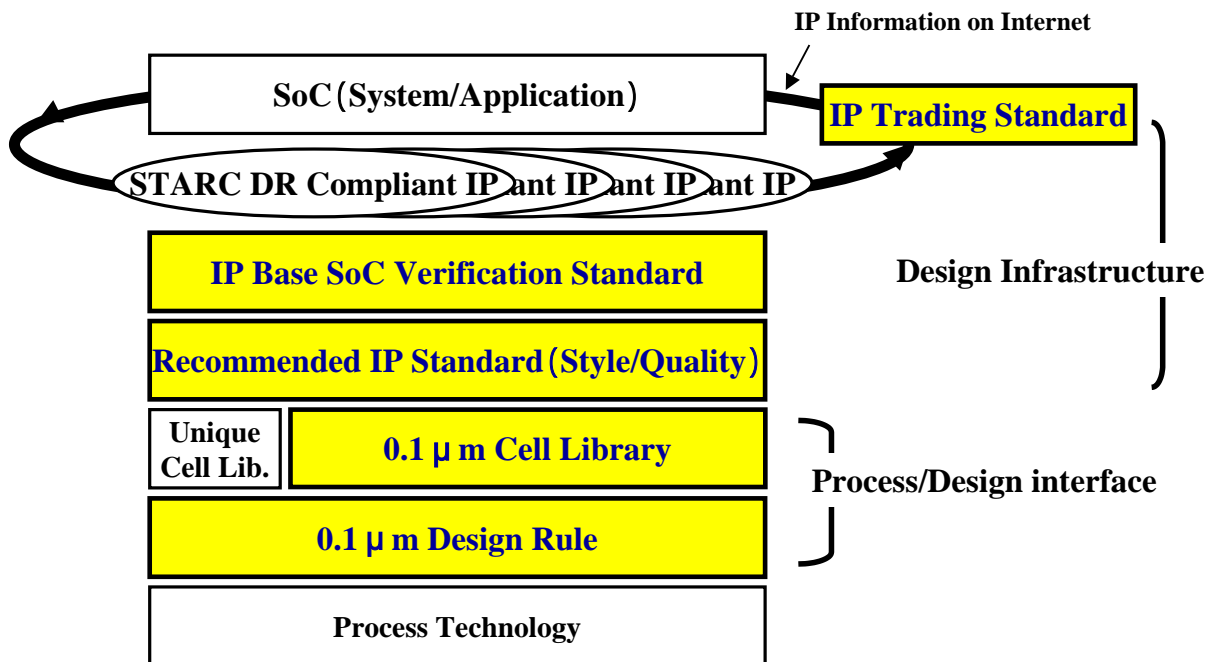 IP Information on Internet
SoC(System/Application)
IP Trading Standard
STARC DR Compliant IP ant IP ant IP ant IP
IP Base SoC Verification Standard
Design Infrastructure
Recommended IP Standard(Style/Quality)
Unique
Cell Lib.
0.1 μ m Cell Library
Process/Design interface
0.1 μ m Design Rule
Process Technology